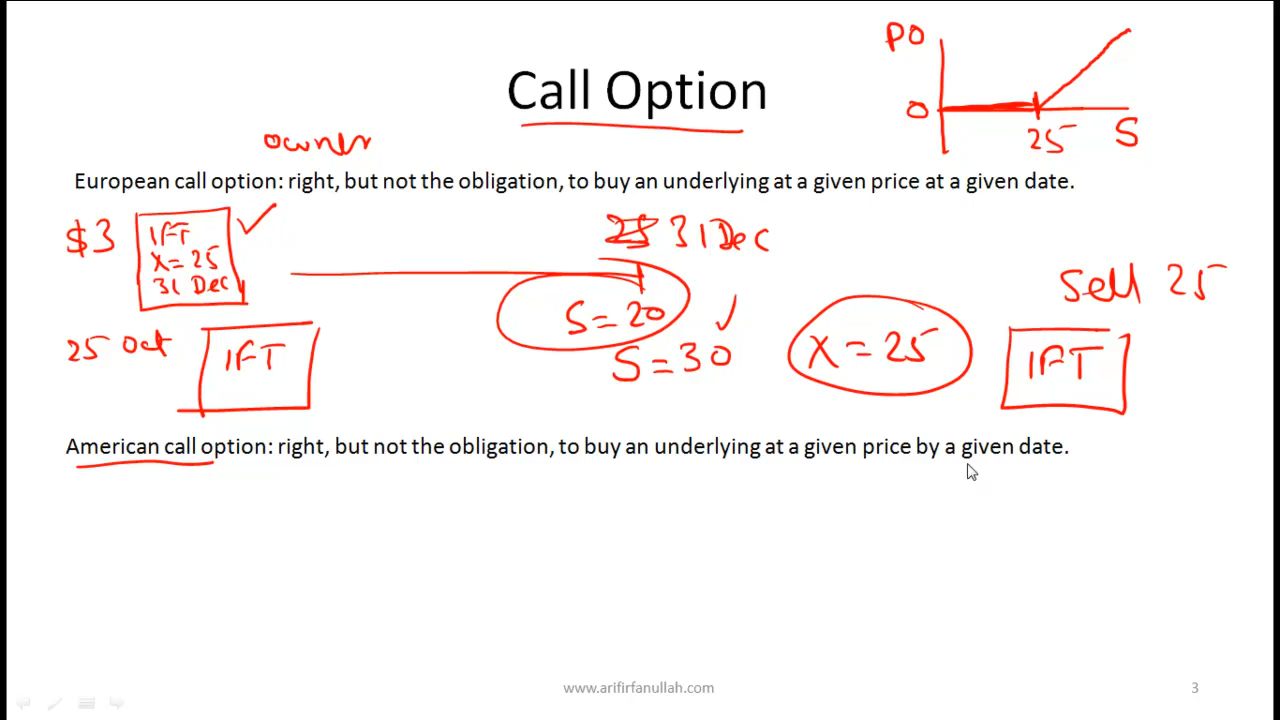 PO
Call Option
0
25 S
owner
European call option: right, but not the obligation, to buy an underlying at a given price at a given date.
$3
IFT
X = 25
31 Dec
31 Dec
S = 20
S = 30
X = 25
Sell 25
25 Oct
IFT
IFT
American call option: right, but not the obligation, to buy an underlying at a given price by a given date.
www.arifirfanullah.com
3